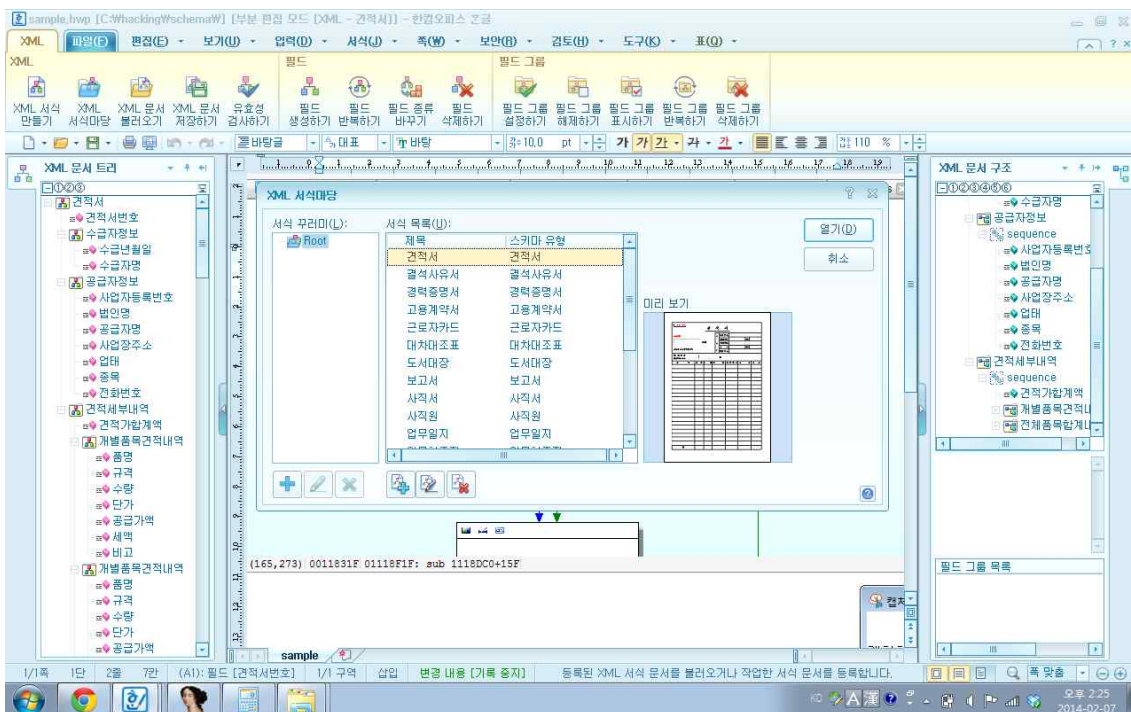 sample.hwp [C:\hacking\schema\] [부분 편집 모드 [XML - 견적서]] - 한컴오피스 흔글
XML 파일(F) 편집(E) 보기(U) 입력(D) 서식(J) 쪽(W) 보안(B) 검토(H) 도구(K) 표(Q)
XML 필드 필드 그룹
XML 서식 만들기
XML 서식마당
XML 문서 불러오기
XML 문서 저장하기
유효성 검사하기
필드 생성하기
필드 반복하기
필드 종류 바꾸기
필드 삭제하기
필드 그룹 설정하기
필드 그룹 해제하기
필드 그룹 표시하기
필드 그룹 반복하기
필드 그룹 삭제하기
바탕글 대표 바탕 10,0 pt 가 가 가 가 가 110 %
XML 문서 트리
①②③
견적서
견적서번호
수급자정보
수급년월일
수급자명
공급자정보
사업자등록번호
법인명
공급자명
사업장주소
업태
종목
전화번호
견적세부내역
견적가합계액
개별품목견적내역
품명
규격
수량
단가
공급가액
세액
비고
개별품목견적내역
품명
규격
수량
단가
공급가액
XML 서식마당
서식 꾸러미(L):
Root
서식 목록(U):
제목 스키마 유형
견적서 견적서
결석사유서 결석사유서
경력증명서 경력증명서
고용계약서 고용계약서
근로자카드 근로자카드
대차대조표 대차대조표
도서대장 도서대장
보고서 보고서
사직서 사직서
사직원 사직원
업무일지 업무일지
열기(D)
취소
미리 보기
(165,273) 0011831F 01118F1F: sub_1118DC0+15F
캡처
sample
XML 문서 구조
①②③④⑤⑥
수급자명
공급자정보
sequence
사업자등록번호
법인명
공급자명
사업장주소
업태
종목
전화번호
견적세부내역
sequence
견적가합계액
개별품목견적
전체품목합계
필드 그룹 목록
1/1쪽 1단 2줄 7칸 (A1): 필드 [견적서번호] 1/1 구역 삽입 변경 내용 [기록 중지] 등록된 XML 서식 문서를 불러오거나 작업한 서식 문서를 등록합니다. 폭 맞춤
KO A 漢
오후 2:25
2014-02-07